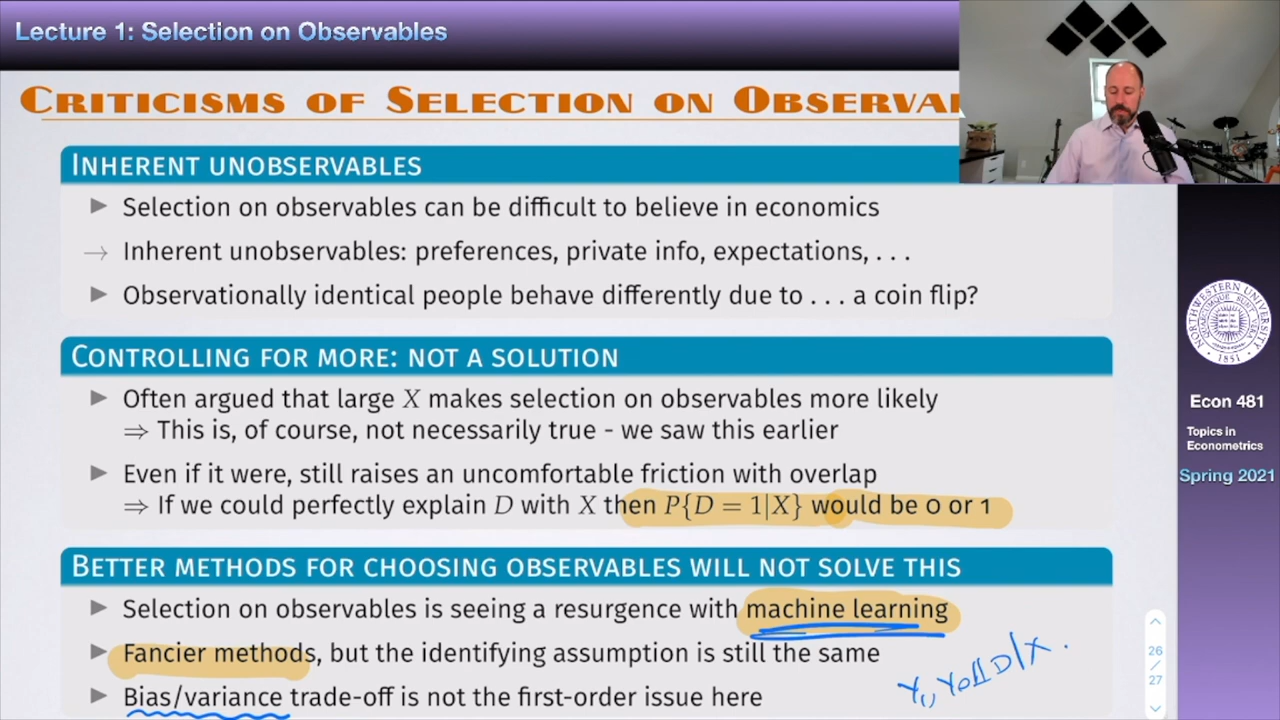 Lecture 1: Selection on Observables
CRITICISMS OF SELECTION ON OBSERVA
INHERENT UNOBSERVABLES
▶ Selection on observables can be difficult to believe in economics
→ Inherent unobservables: preferences, private info, expectations, . . .
▶ Observationally identical people behave differently due to . . . a coin flip?
CONTROLLING FOR MORE: NOT A SOLUTION
▶ Often argued that large X makes selection on observables more likely
⇒ This is, of course, not necessarily true - we saw this earlier
▶ Even if it were, still raises an uncomfortable friction with overlap
⇒ If we could perfectly explain D with X then P{D = 1|X} would be 0 or 1
BETTER METHODS FOR CHOOSING OBSERVABLES WILL NOT SOLVE THIS
▶ Selection on observables is seeing a resurgence with machine learning
▶ Fancier methods, but the identifying assumption is still the same
▶ Bias/variance trade-off is not the first-order issue here
Y₁, Y₀ ⫫ D | X .
NORTHWESTERN UNIVERSITY
1851
Econ 481
Topics in
Econometrics
Spring 2021
26
/
27